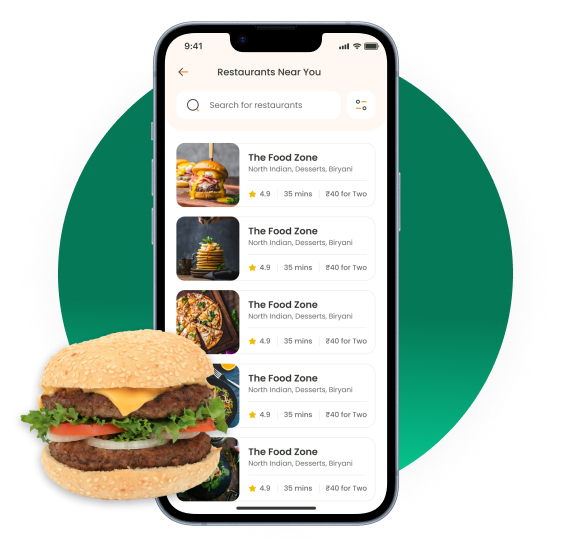 9:41
Restaurants Near You
Search for restaurants
The Food Zone
North Indian, Desserts, Biryani
4.9 35 mins ₹40 for Two
The Food Zone
North Indian, Desserts, Biryani
4.9 35 mins ₹40 for Two
The Food Zone
North Indian, Desserts, Biryani
4.9 35 mins ₹40 for Two
The Food Zone
North Indian, Desserts, Biryani
4.9 35 mins ₹40 for Two
The Food Zone
North Indian, Desserts, Biryani
4.9 35 mins ₹40 for Two